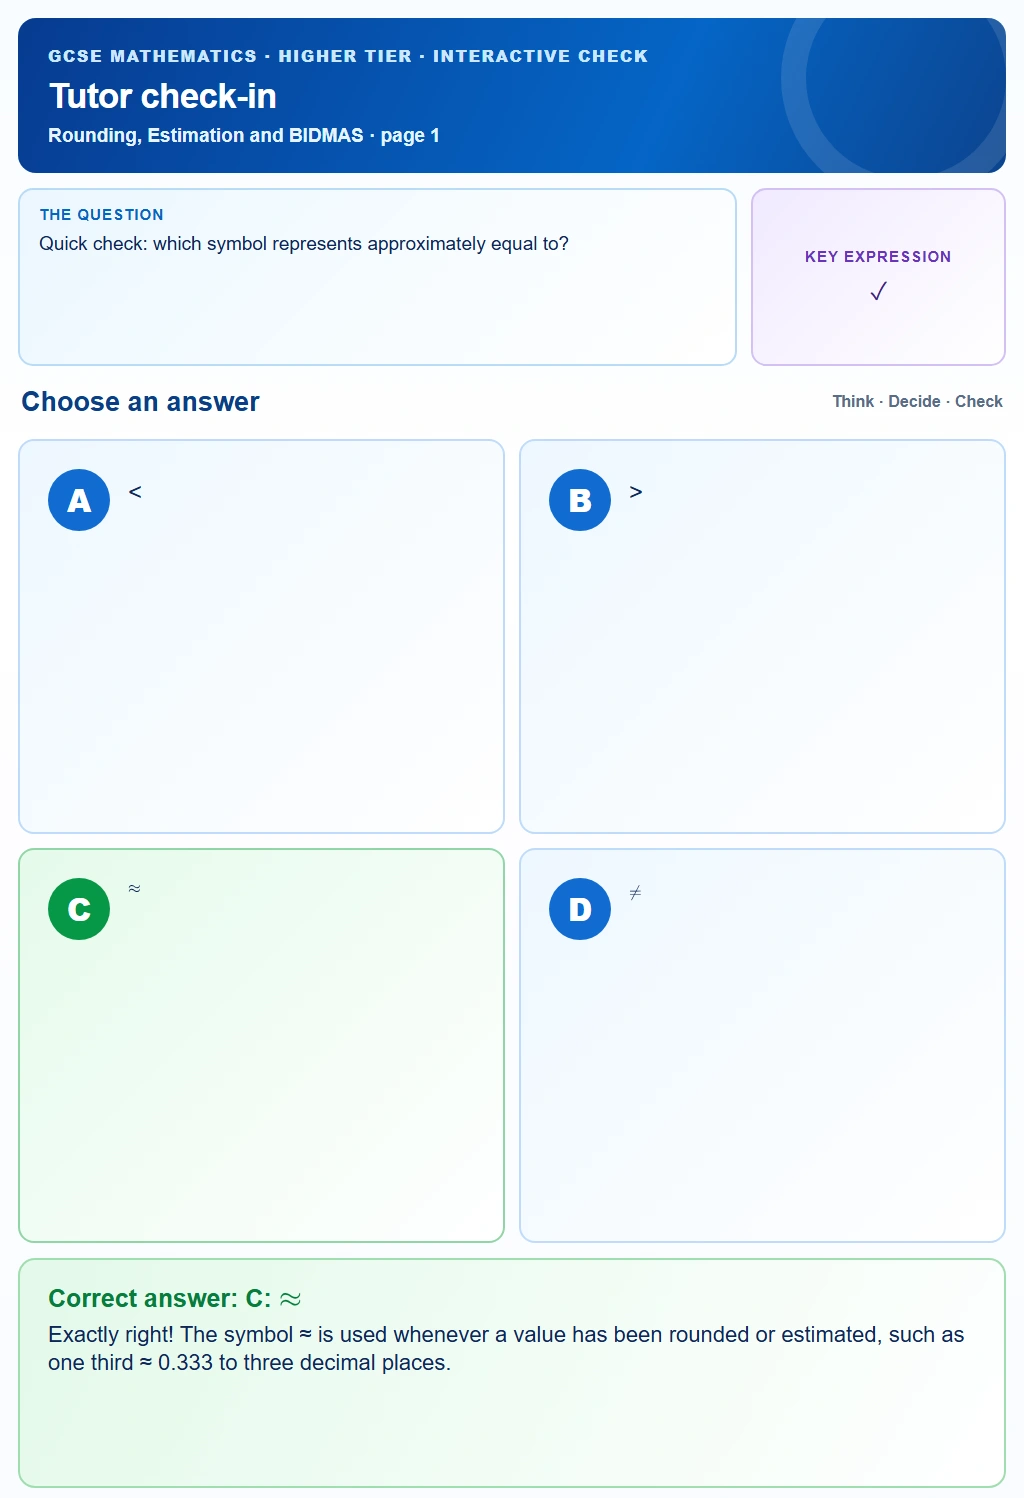 GCSE MATHEMATICS · HIGHER TIER · INTERACTIVE CHECK
Tutor check-in
Rounding, Estimation and BIDMAS · page 1
THE QUESTION
Quick check: which symbol represents approximately equal to?
KEY EXPRESSION
✓
Choose an answer
Think · Decide · Check
A <
B >
C ≈
D ≠
Correct answer: C: ≈
Exactly right! The symbol ≈ is used whenever a value has been rounded or estimated, such as
one third ≈ 0.333 to three decimal places.